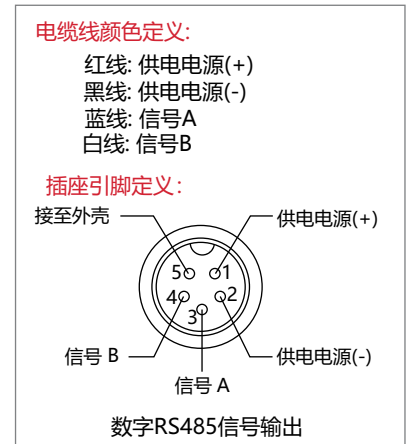 电缆线颜色定义:
红线: 供电电源(+)
黑线: 供电电源(-)
蓝线: 信号A
白线: 信号B
插座引脚定义:
接至外壳
供电电源(+)
5 1
4 2
3
信号 B
供电电源(-)
信号 A
数字RS485信号输出